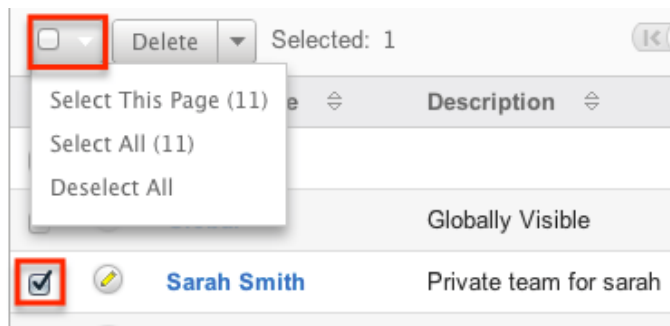 Delete Selected: 1
Select This Page (11)
Select All (11)
Deselect All
Description
Globally Visible
Sarah Smith Private team for sarah